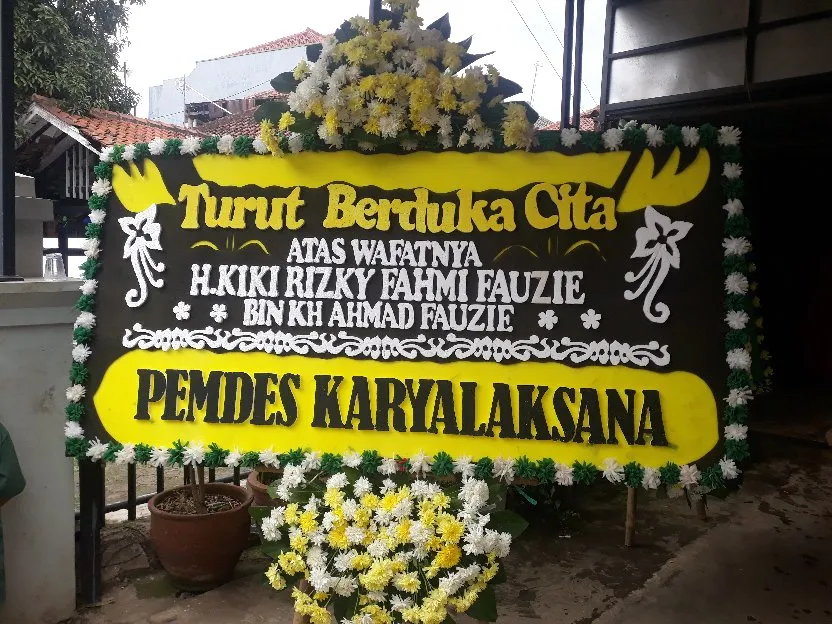 Turut Berduka Cita
ATAS WAFATNYA
H.KIKI RIZKY FAHMI FAUZIE
BIN KH AHMAD FAUZIE
PEMDES KARYALAKSANA